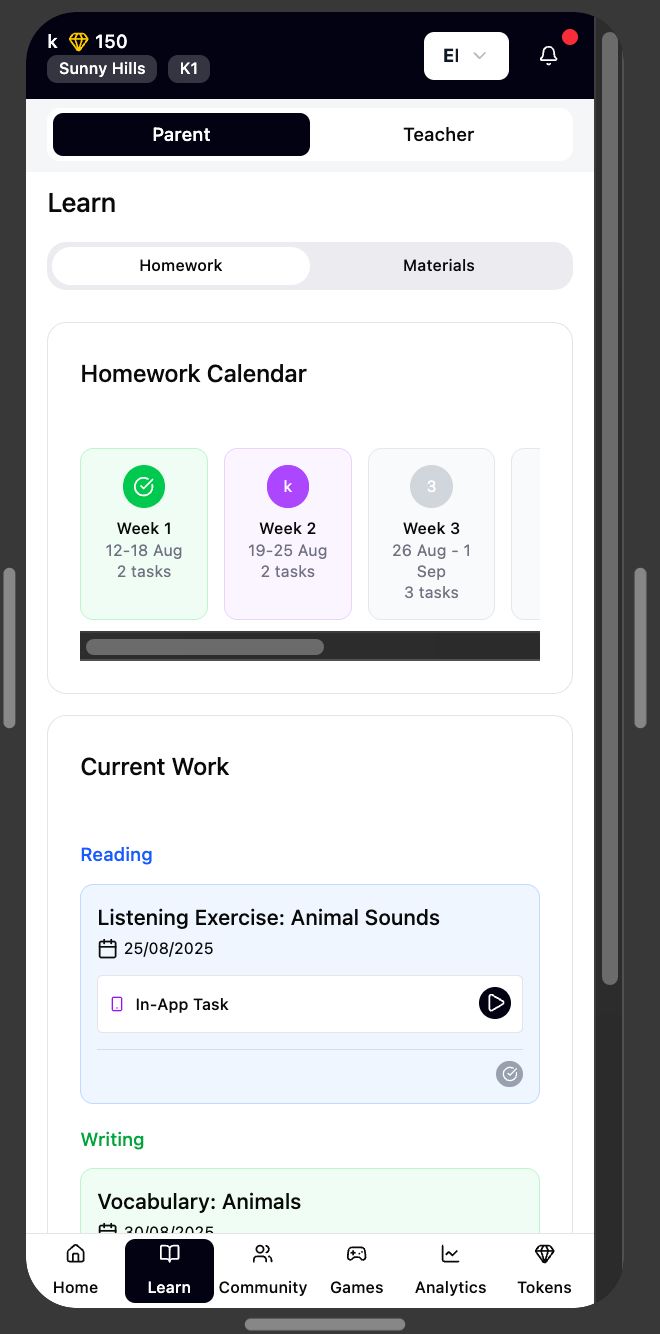 k 150
Sunny Hills K1
El
Parent Teacher
Learn
Homework Materials
Homework Calendar
k 3
Week 1 Week 2 Week 3
12-18 Aug 19-25 Aug 26 Aug - 1
2 tasks 2 tasks Sep
3 tasks
Current Work
Reading
Listening Exercise: Animal Sounds
25/08/2025
In-App Task
Writing
Vocabulary: Animals
30/08/2025
Home Learn Community Games Analytics Tokens